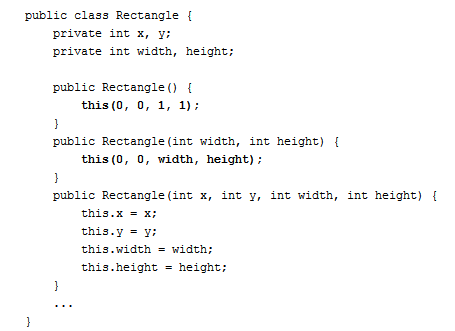 public class Rectangle {
    private int x, y;
    private int width, height;

    public Rectangle() {
        this(0, 0, 1, 1);
    }
    public Rectangle(int width, int height) {
        this(0, 0, width, height);
    }
    public Rectangle(int x, int y, int width, int height) {
        this.x = x;
        this.y = y;
        this.width = width;
        this.height = height;
    }
    ...
}